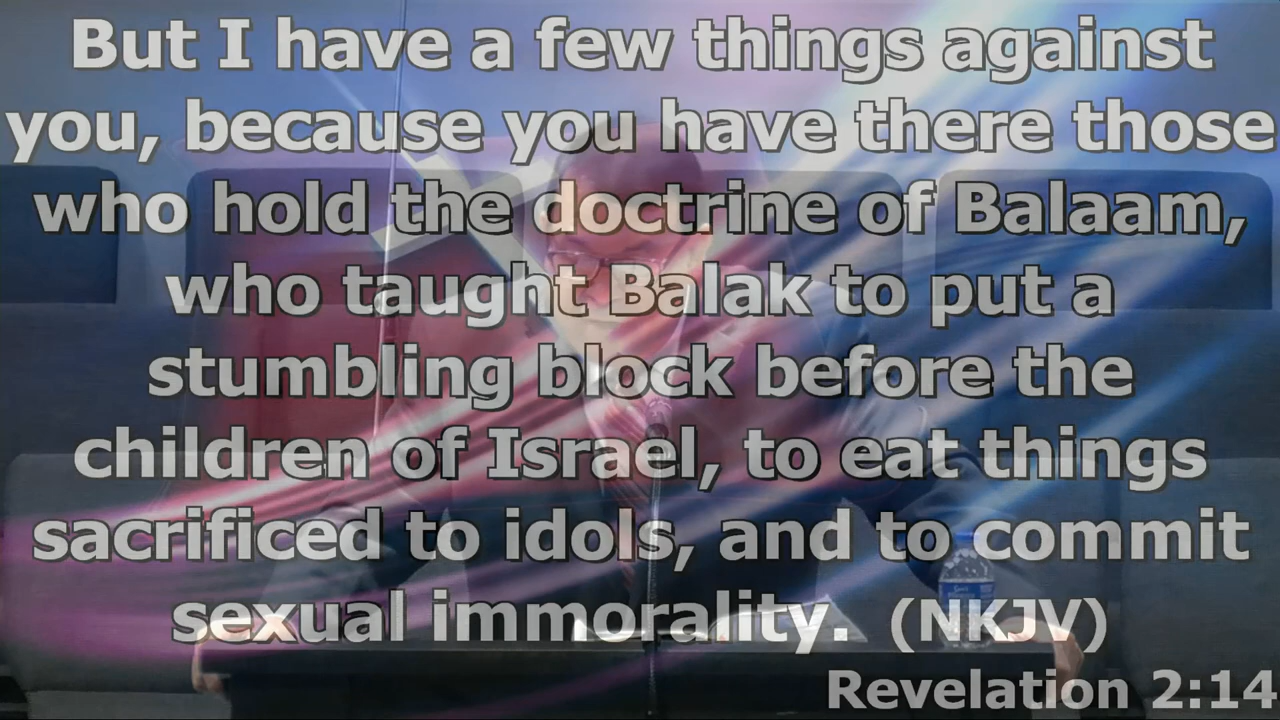 But I have a few things against
you, because you have there those
who hold the doctrine of Balaam,
who taught Balak to put a
stumbling block before the
children of Israel, to eat things
sacrificed to idols, and to commit
sexual immorality. (NKJV)
Revelation 2:14